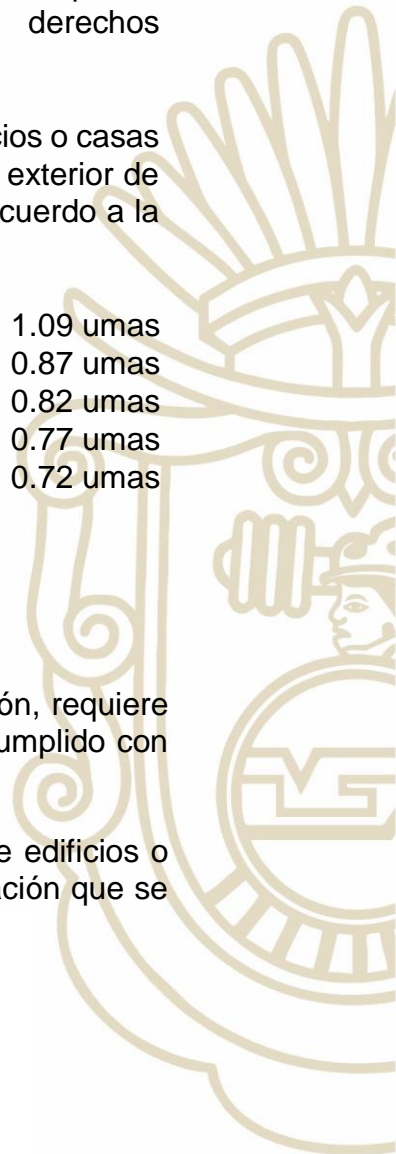 derechos
cios o casas
exterior de
cuerdo a la
1.09 umas
0.87 umas
0.82 umas
0.77 umas
0.72 umas
ón, requiere
umplido con
e edificios o
ación que se